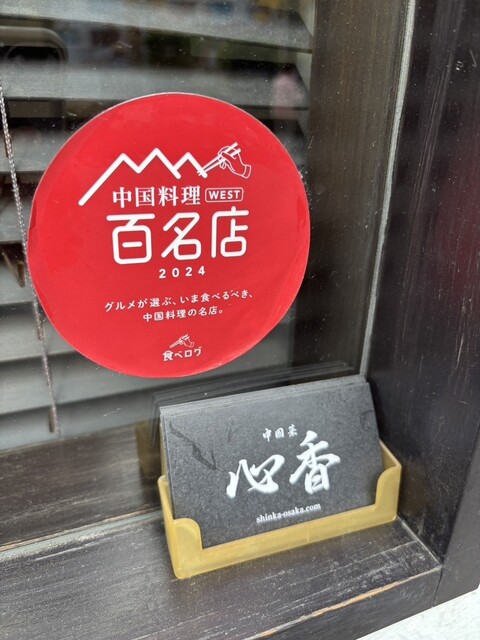 中国料理 WEST
百名店
2024
グルメが選ぶ、いま食べるべき、
中国料理の名店。
食べログ
中国菜
心香
shinka-osaka.com